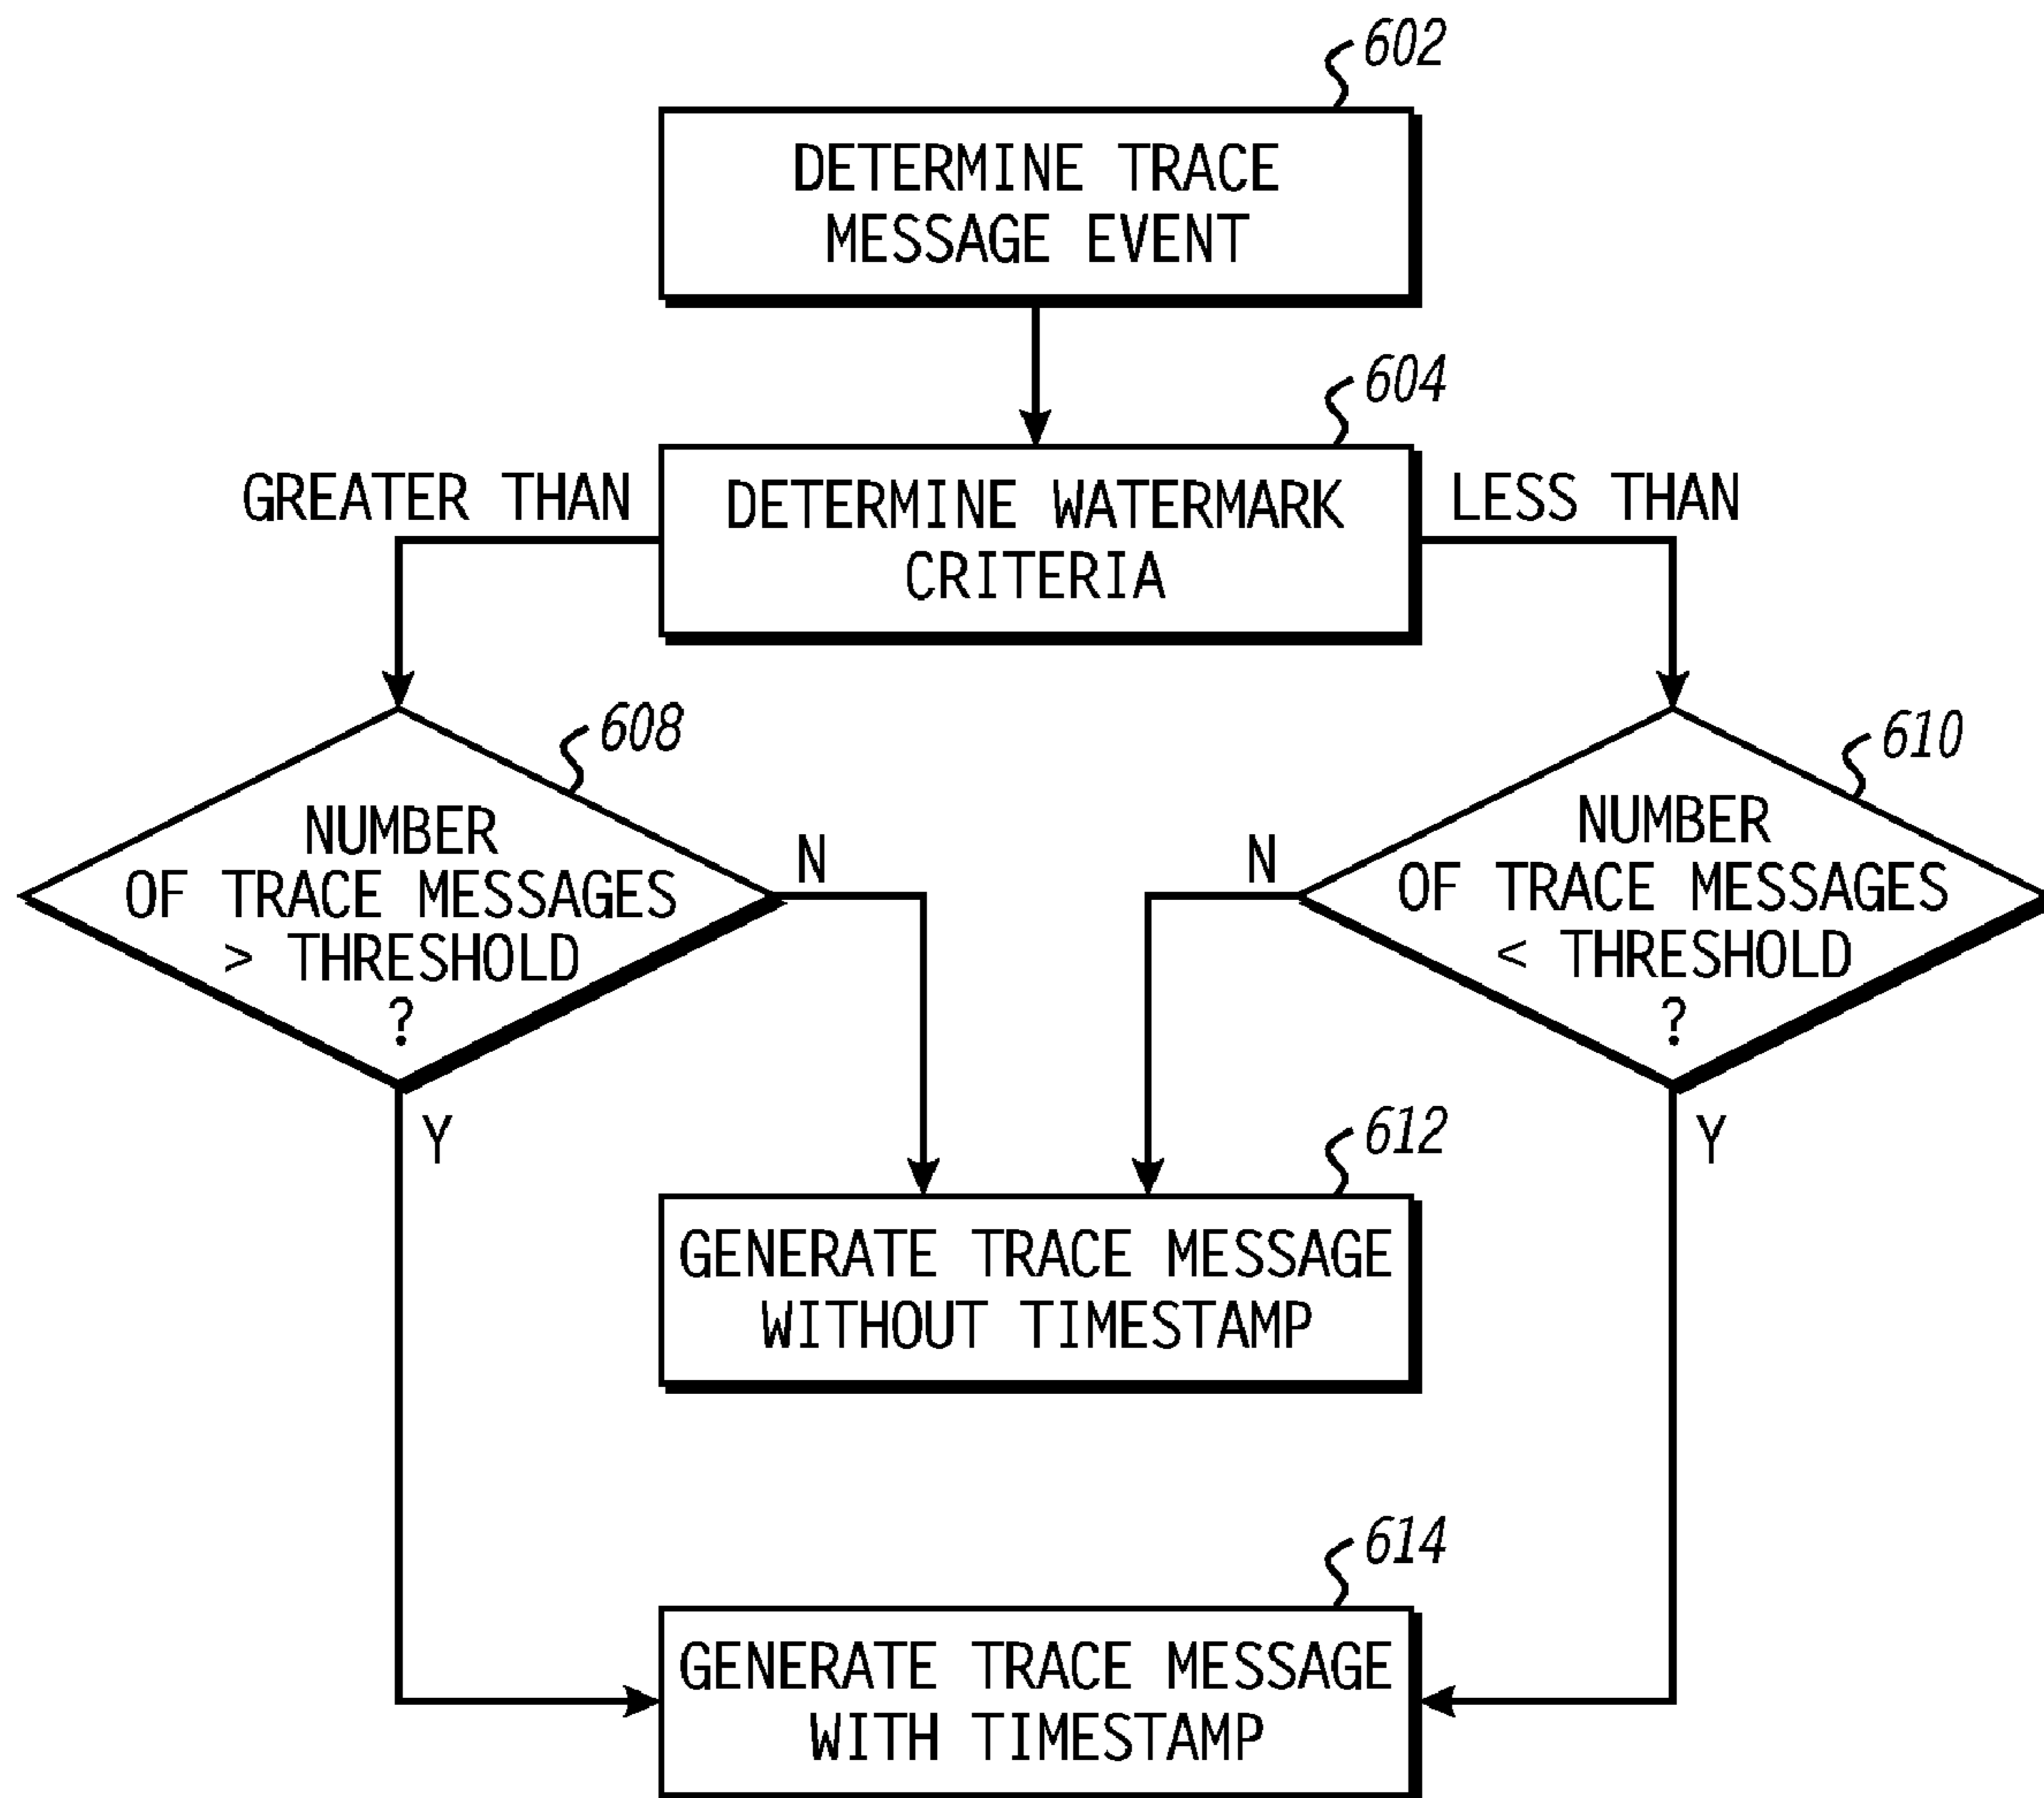 602
DETERMINE TRACE
MESSAGE EVENT
604
GREATER THAN
DETERMINE WATERMARK
CRITERIA
LESS THAN
608
NUMBER
OF TRACE MESSAGES
> THRESHOLD
?
N
Y
610
NUMBER
OF TRACE MESSAGES
< THRESHOLD
?
N
Y
612
GENERATE TRACE MESSAGE
WITHOUT TIMESTAMP
614
GENERATE TRACE MESSAGE
WITH TIMESTAMP